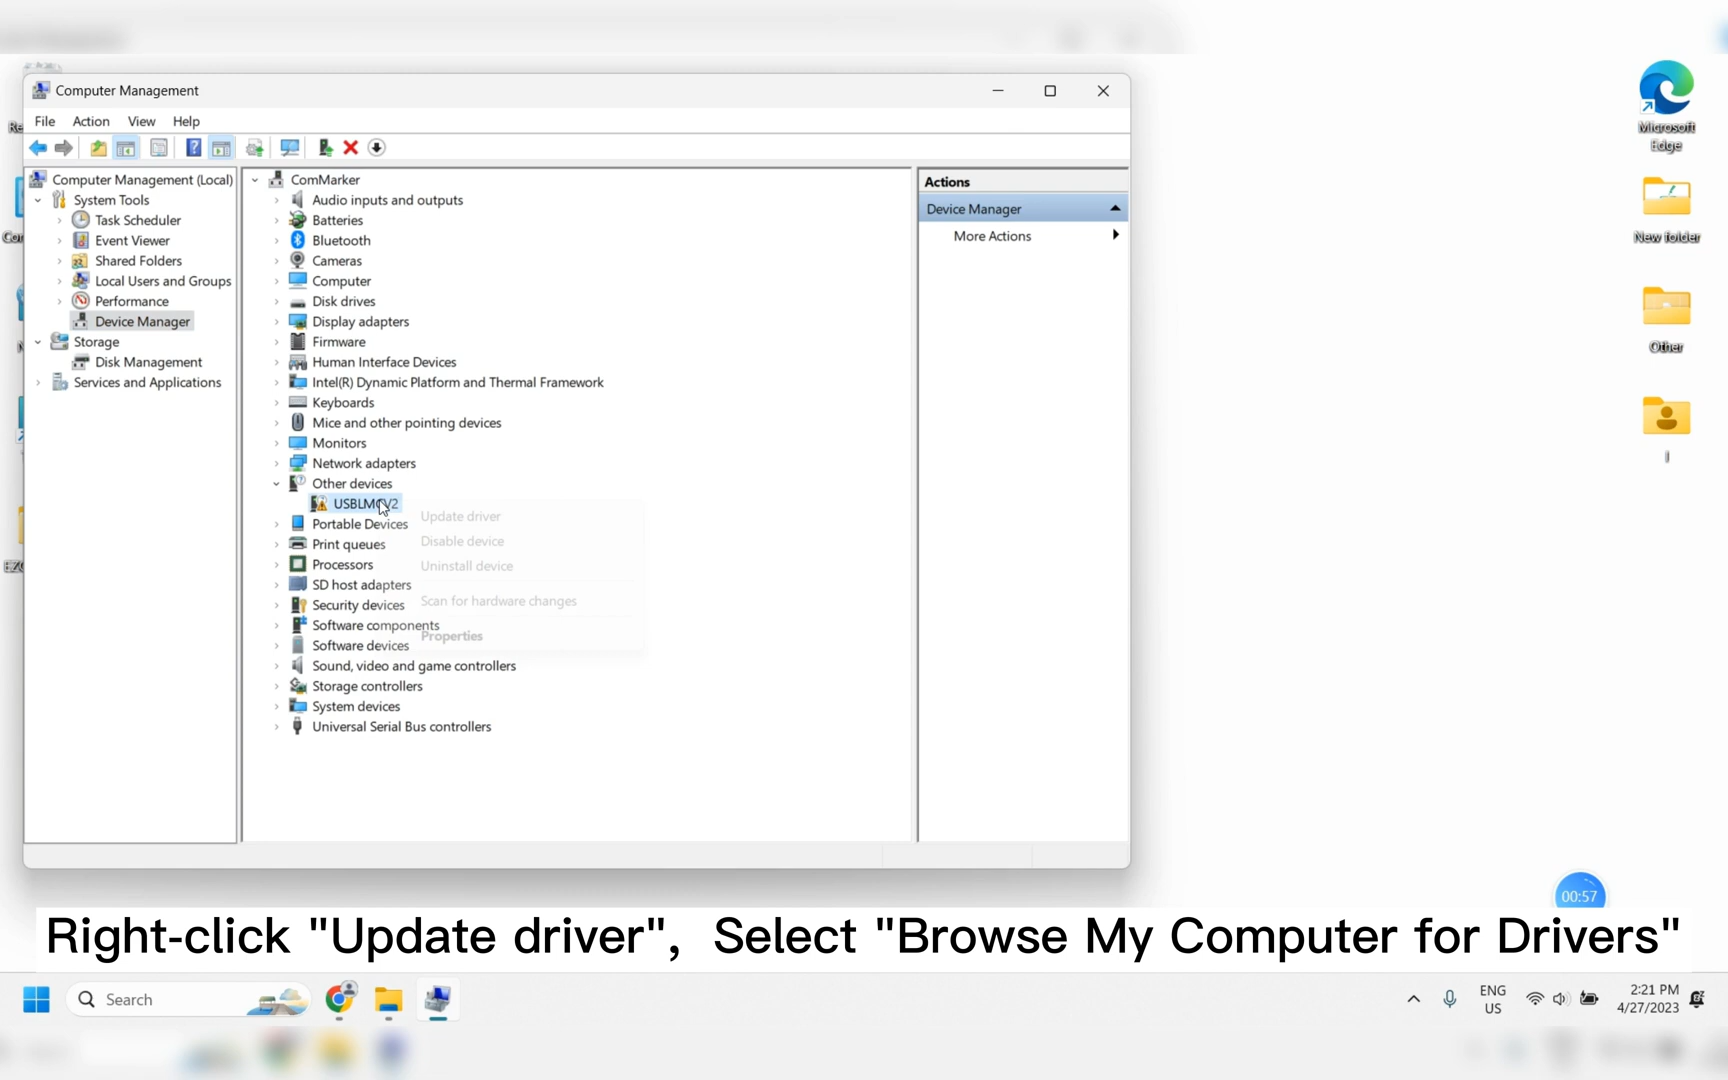 Computer Management
File Action View Help
Computer Management (Local)
System Tools
Task Scheduler
Event Viewer
Shared Folders
Local Users and Groups
Performance
Device Manager
Storage
Disk Management
Services and Applications
ComMarker
Audio inputs and outputs
Batteries
Bluetooth
Cameras
Computer
Disk drives
Display adapters
Firmware
Human Interface Devices
Intel(R) Dynamic Platform and Thermal Framework
Keyboards
Mice and other pointing devices
Monitors
Network adapters
Other devices
Portable Devices
Print queues
Processors
SD host adapters
Security devices
Software components
Software devices
Sound, video and game controllers
Storage controllers
System devices
Universal Serial Bus controllers
Update driver
Disable device
Uninstall device
Scan for hardware changes
Properties
Actions
Device Manager
More Actions
Microsoft
Edge
New folder
Other
00:57
Right-click "Update driver", Select "Browse My Computer for Drivers"
Search
ENG
US
2:21 PM
4/27/2023